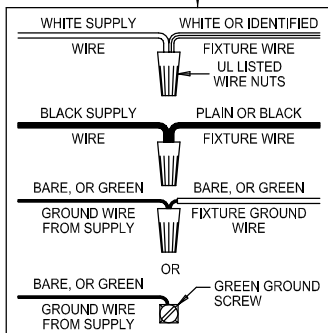 WHITE SUPPLY WHITE OR IDENTIFIED
WIRE FIXTURE WIRE
UL LISTED
WIRE NUTS
BLACK SUPPLY PLAIN OR BLACK
WIRE FIXTURE WIRE
BARE, OR GREEN BARE, OR GREEN
GROUND WIRE FIXTURE GROUND
FROM SUPPLY WIRE
OR
BARE, OR GREEN GREEN GROUND
SCREW
GROUND WIRE
FROM SUPPLY